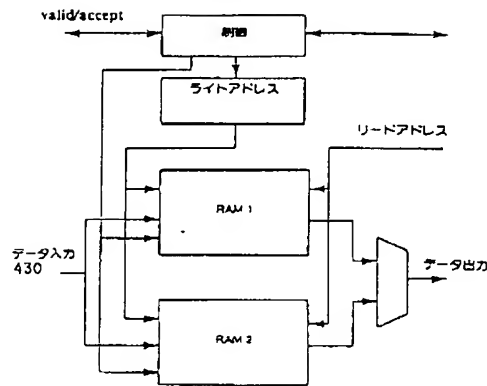 valid/accept
制御
ライトアドレス
リードアドレス
RAM 1
データ入力
430
データ出力
RAM 2